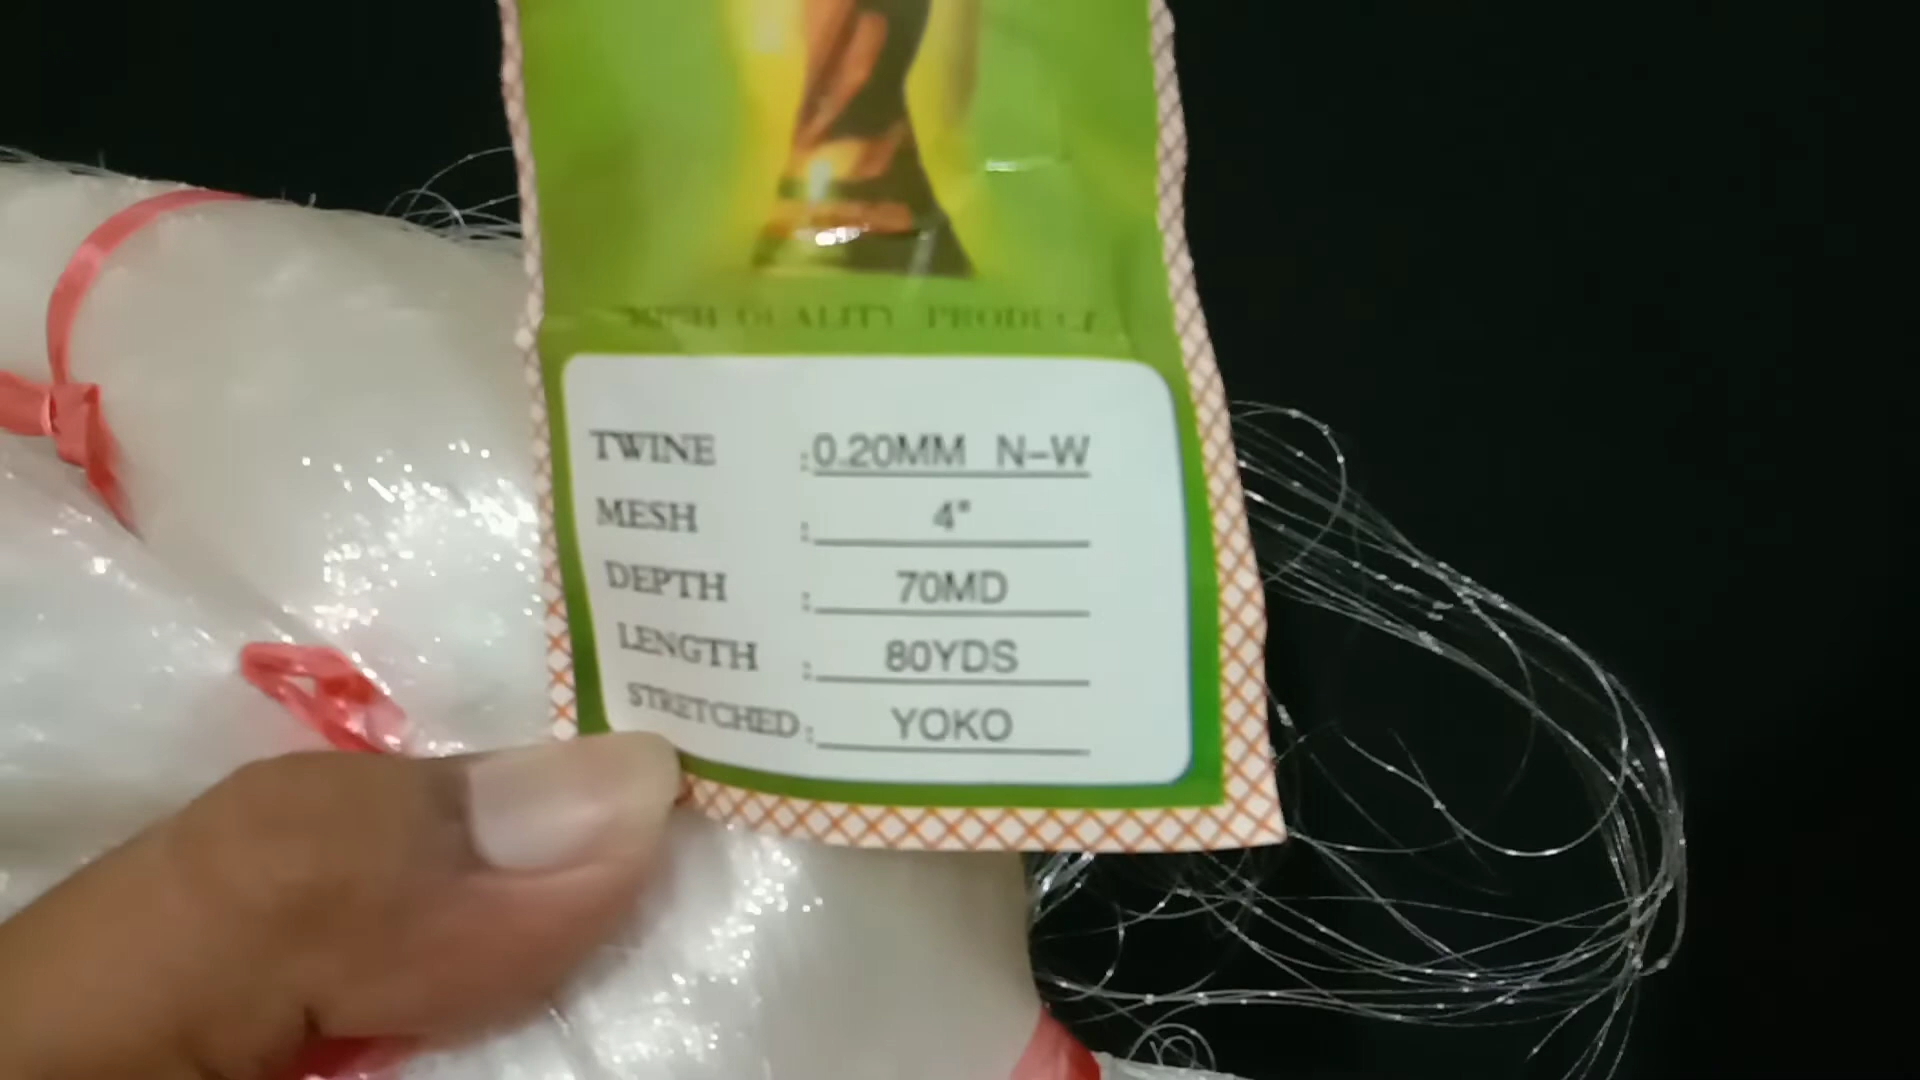 HIGH QUALITY PRODUCT
TWINE : 0.20MM N-W
MESH : 4"
DEPTH : 70MD
LENGTH : 80YDS
STRETCHED : YOKO